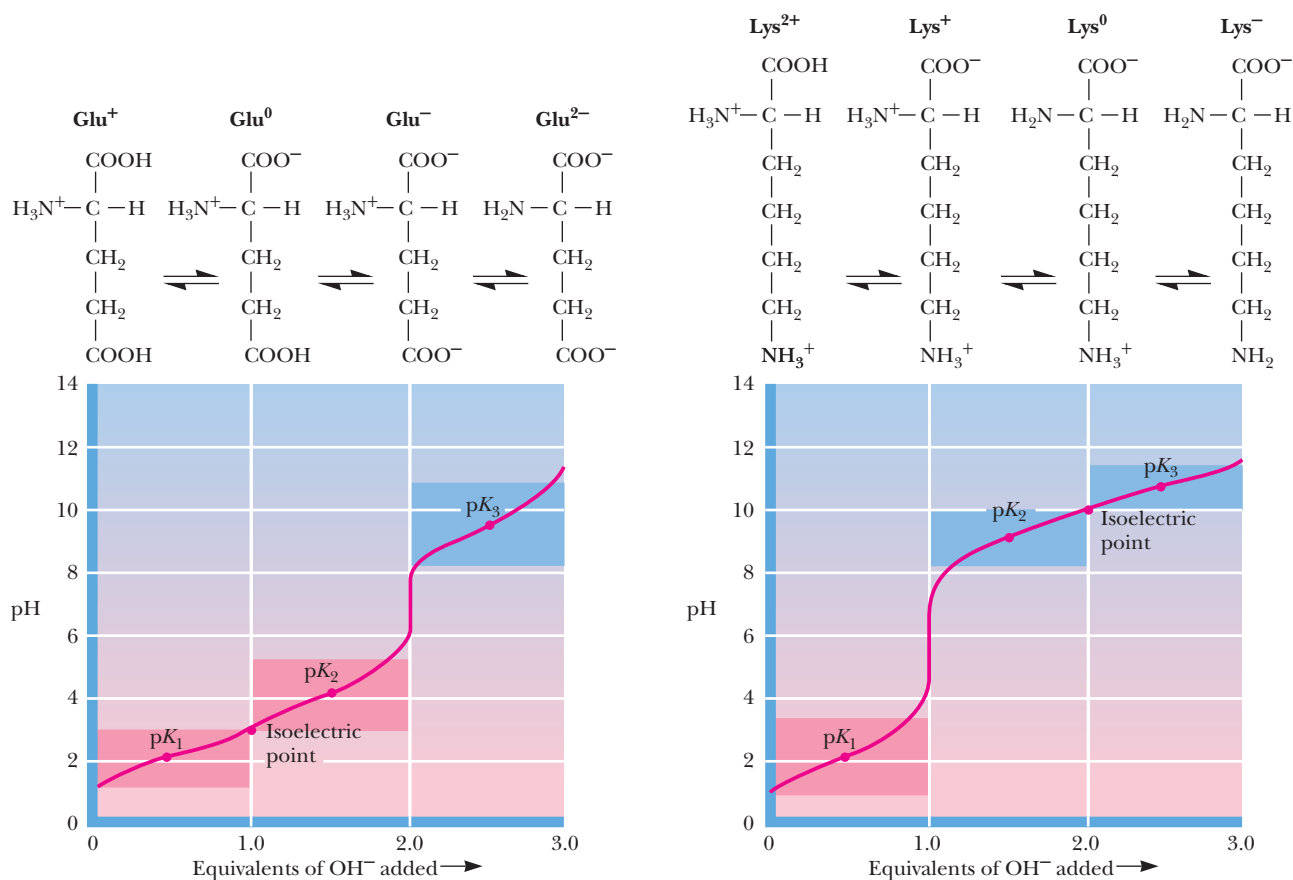 Glu⁺ Glu⁰ Glu⁻ Glu²⁻
COOH COO⁻ COO⁻ COO⁻
H₃N⁺—C—H H₃N⁺—C—H H₃N⁺—C—H H₂N—C—H
CH₂ CH₂ CH₂ CH₂
CH₂ CH₂ CH₂ CH₂
COOH COOH COO⁻ COO⁻
14
12
10
8
pH
6
4
2
0
pK₁
pK₂
pK₃
Isoelectric
point
0 1.0 2.0 3.0
Equivalents of OH⁻ added
Lys²⁺ Lys⁺ Lys⁰ Lys⁻
COOH COO⁻ COO⁻ COO⁻
H₃N⁺—C—H H₃N⁺—C—H H₂N—C—H H₂N—C—H
CH₂ CH₂ CH₂ CH₂
CH₂ CH₂ CH₂ CH₂
CH₂ CH₂ CH₂ CH₂
CH₂ CH₂ CH₂ CH₂
NH₃⁺ NH₃⁺ NH₃⁺ NH₂
14
12
10
8
pH
6
4
2
0
pK₁
pK₂
pK₃
Isoelectric
point
0 1.0 2.0 3.0
Equivalents of OH⁻ added